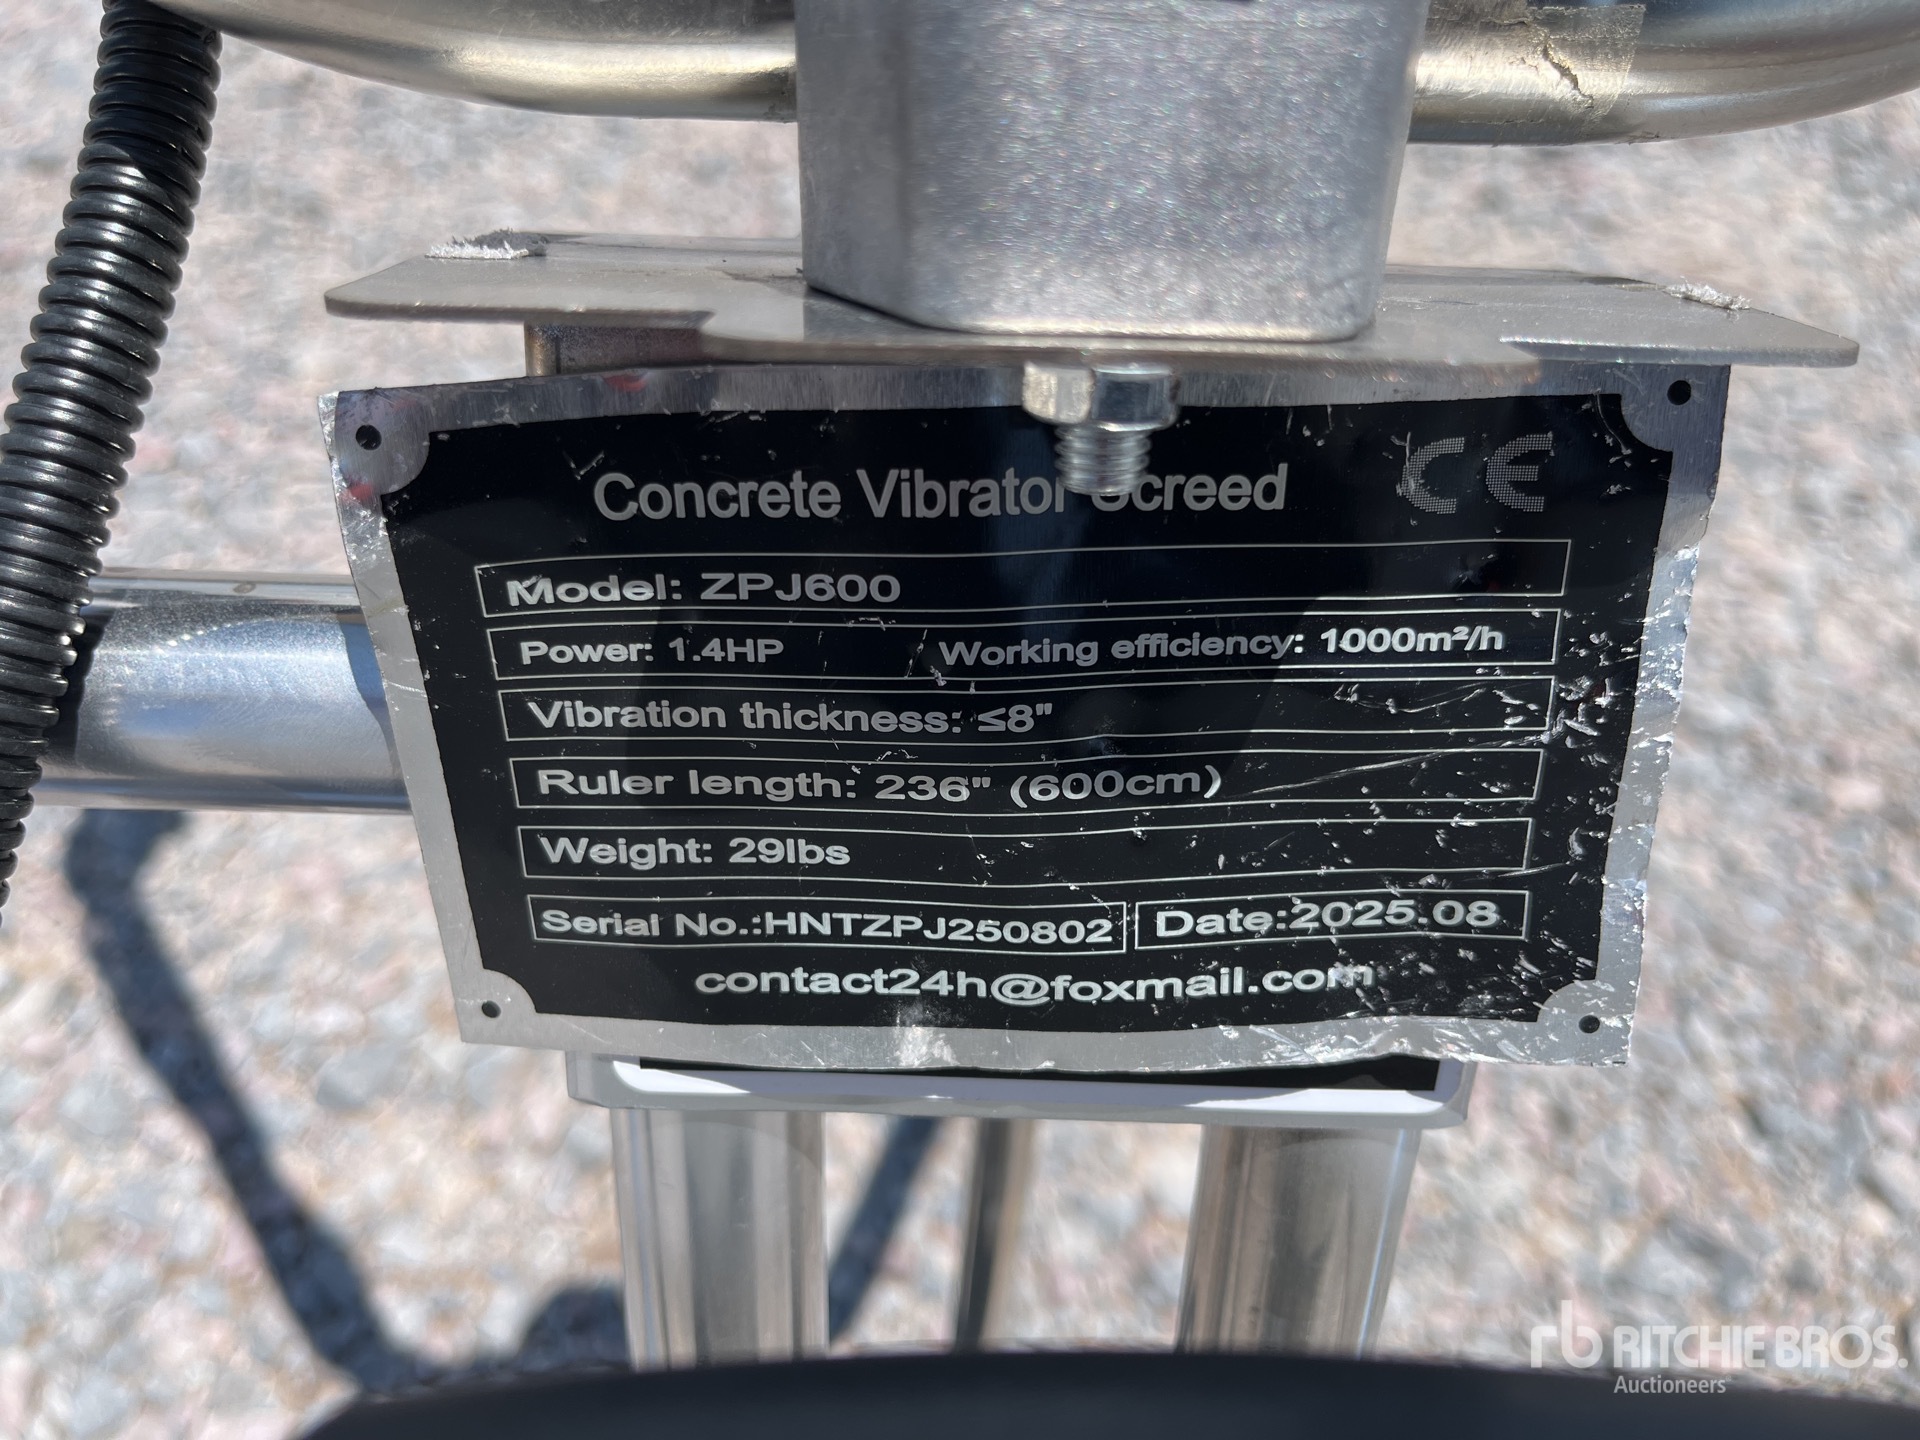 Concrete Vibrator Screed CE
Model: ZPJ600
Power: 1.4HP Working efficiency: 1000m²/h
Vibration thickness: ≤8"
Ruler length: 236" (600cm)
Weight: 29lbs
Serial No.:HNTZPJ250802 Date:2025.08
contact24h@foxmail.com
rb RITCHIE BROS.
Auctioneers